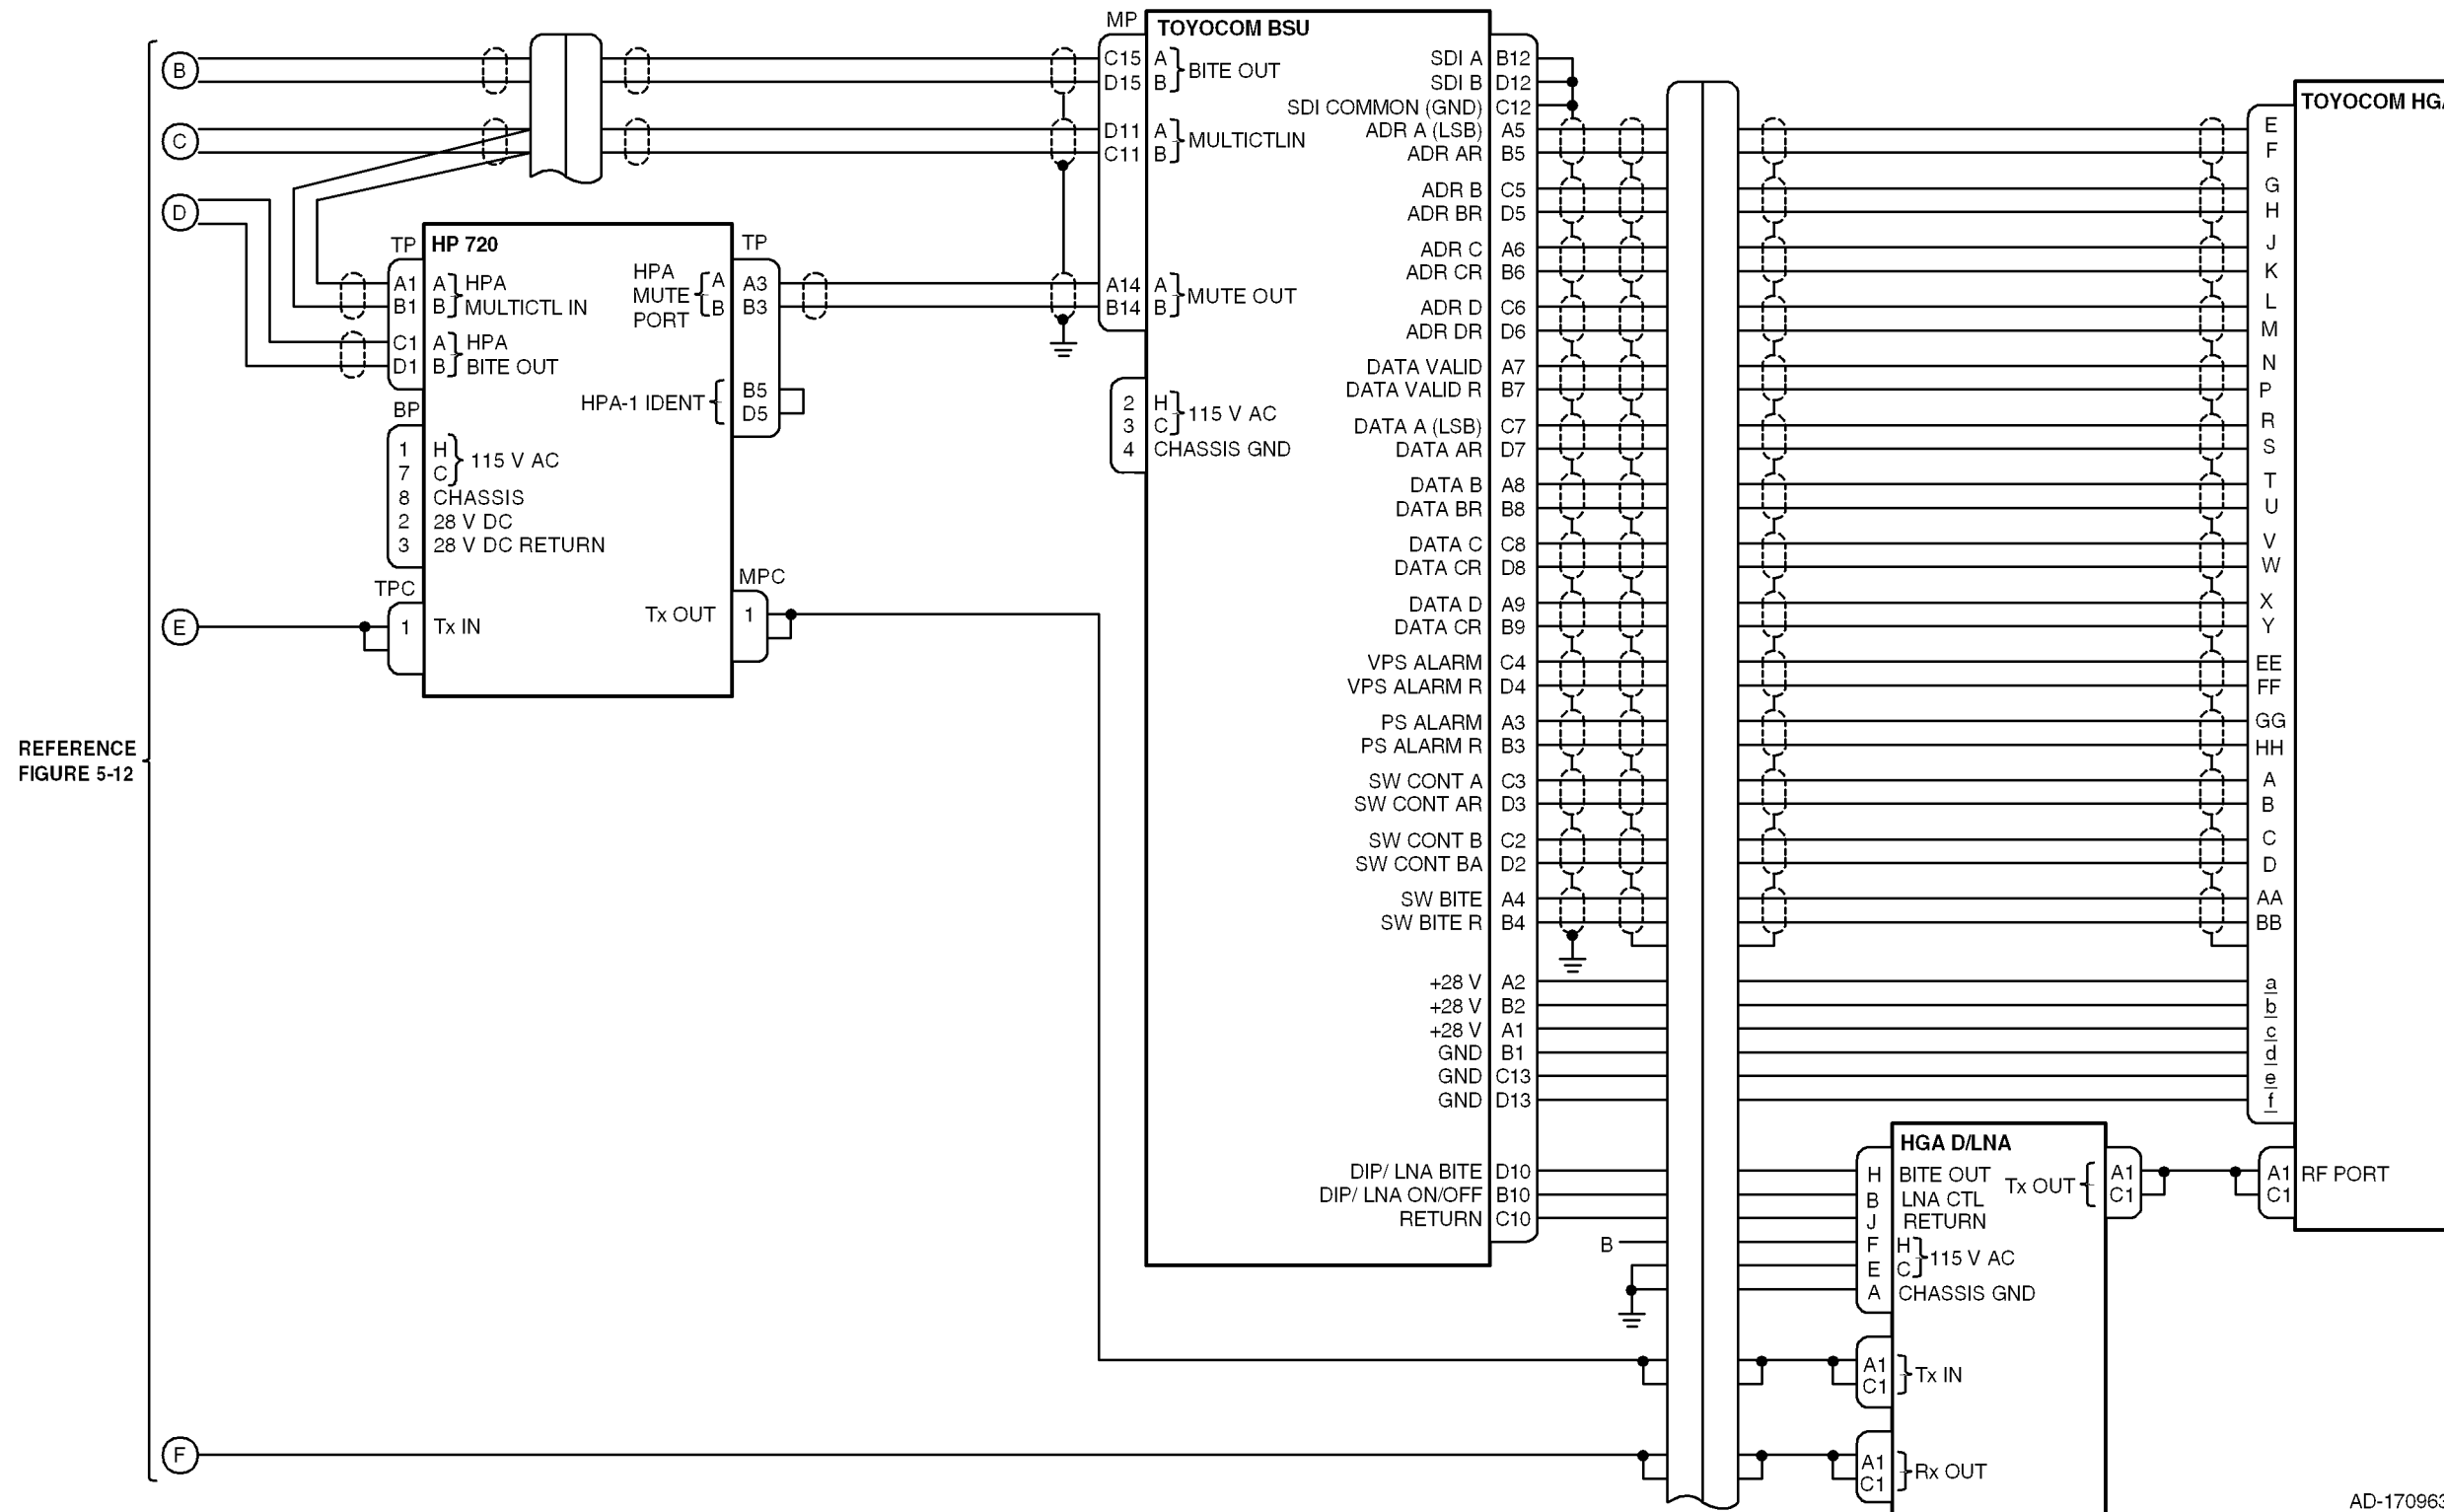 REFERENCE
FIGURE 5-12
B
C
D
E
F
TP
HP 720
TP
A1 A HPA
B1 B MULTICTL IN
C1 A HPA
D1 B BITE OUT
HPA
MUTE
PORT
A A3
B B3
HPA-1 IDENT
B5
D5
BP
1 H
7 C
115 V AC
8 CHASSIS
2 28 V DC
3 28 V DC RETURN
TPC
1 Tx IN
MPC
Tx OUT 1
MP
TOYOCOM BSU
C15 A
D15 B
BITE OUT
D11 A
C11 B
MULTICTLIN
A14 A
B14 B
MUTE OUT
2 H
3 C
115 V AC
4 CHASSIS GND
SDI A B12
SDI B D12
SDI COMMON (GND) C12
ADR A (LSB) A5
ADR AR B5
ADR B C5
ADR BR D5
ADR C A6
ADR CR B6
ADR D C6
ADR DR D6
DATA VALID A7
DATA VALID R B7
DATA A (LSB) C7
DATA AR D7
DATA B A8
DATA BR B8
DATA C C8
DATA CR D8
DATA D A9
DATA CR B9
VPS ALARM C4
VPS ALARM R D4
PS ALARM A3
PS ALARM R B3
SW CONT A C3
SW CONT AR D3
SW CONT B C2
SW CONT BA D2
SW BITE A4
SW BITE R B4
+28 V A2
+28 V B2
+28 V A1
GND B1
GND C13
GND D13
DIP/ LNA BITE D10
DIP/ LNA ON/OFF B10
RETURN C10
B
TOYOCOM HGA
E
F
G
H
J
K
L
M
N
P
R
S
T
U
V
W
X
Y
EE
FF
GG
HH
A
B
C
D
AA
BB
a
b
c
d
e
f
HGA D/LNA
H BITE OUT
B LNA CTL
J RETURN
F H
E C
115 V AC
A CHASSIS GND
Tx OUT
A1
C1
A1 RF PORT
C1
A1
C1
Tx IN
A1
C1
Rx OUT
AD-170963